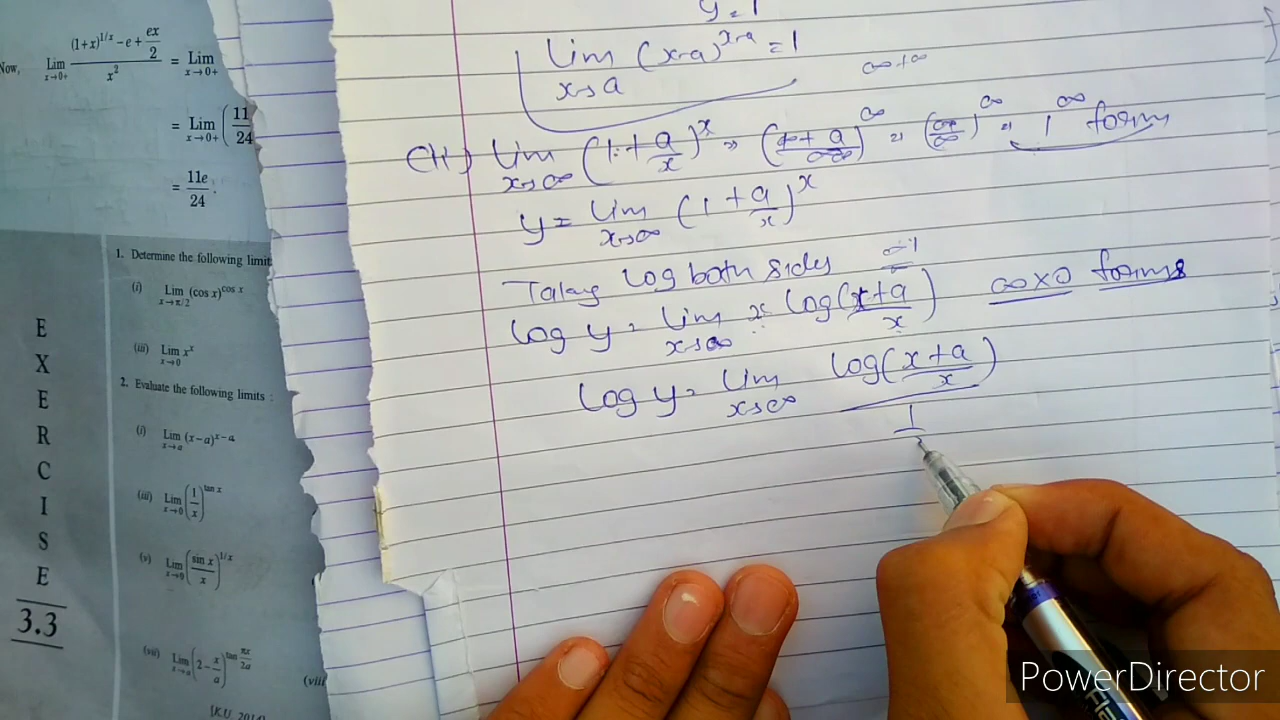 Now, Lim x→0+ ((1+x)^{1/x} − e + ex/2) / x² = Lim x→0+
= Lim x→0+ ( 11/24
= 11e/24 .
EXERCISE 3.3
1. Determine the following limit
(i) Lim x→π/2 (cos x)^{cos x}
(iii) Lim x→0 x^x
2. Evaluate the following limits :
(i) Lim x→a (x−a)^{x−a}
(iii) Lim x→0 (1/x)^{tan x}
(v) Lim x→0 (sin x / x)^{1/x}
(vii) Lim x→a (2 − x/a)^{tan πx/2a}
(viii
[K.U. 2014]
y = 1
lim x→a (x-a)^{x-a} = 1
∞+∞
(ii) lim x→∞ (1 + a/x)^x = (∞+a / ∞)^∞ = (∞/∞)^∞ = 1^∞ form
y = lim x→∞ (1 + a/x)^x
Taking log both sides
log y = lim x→∞ x log(x+a / x) ∞×0 forms
log y = lim x→∞ log(x+a / x)
1
PowerDirector